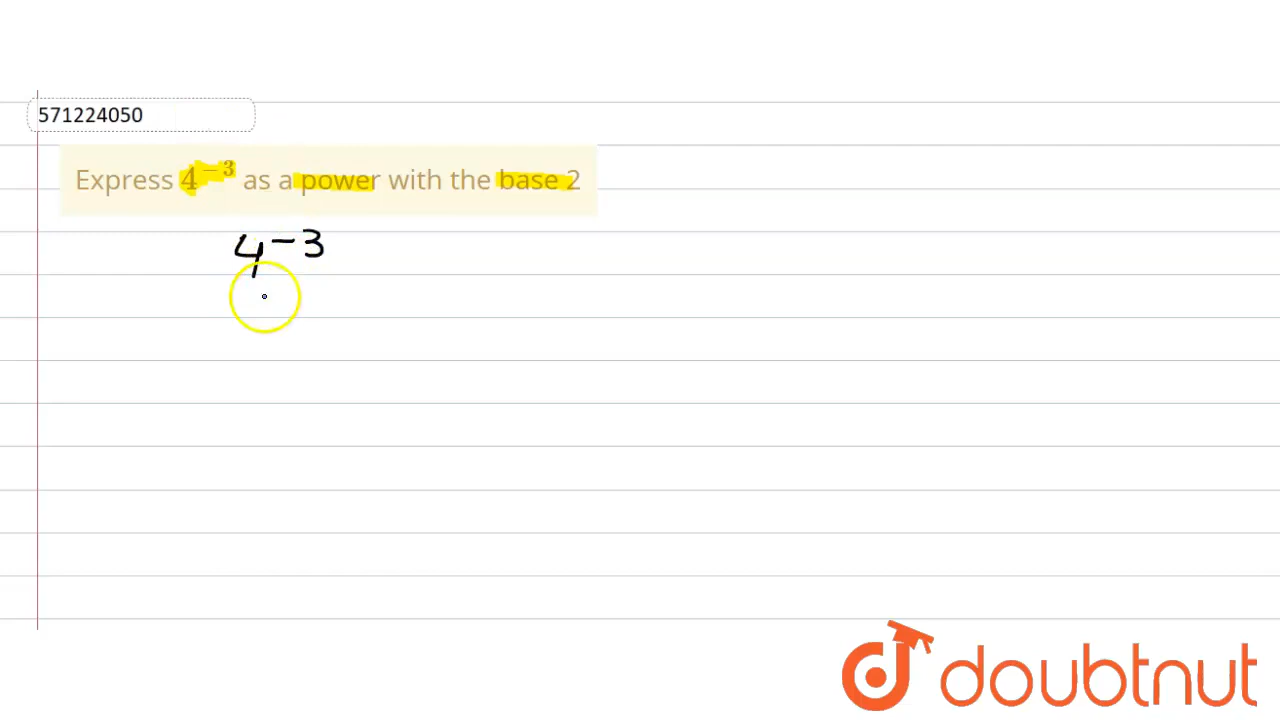 571224050
Express 4⁻³ as a power with the base 2
4⁻³
doubtnut